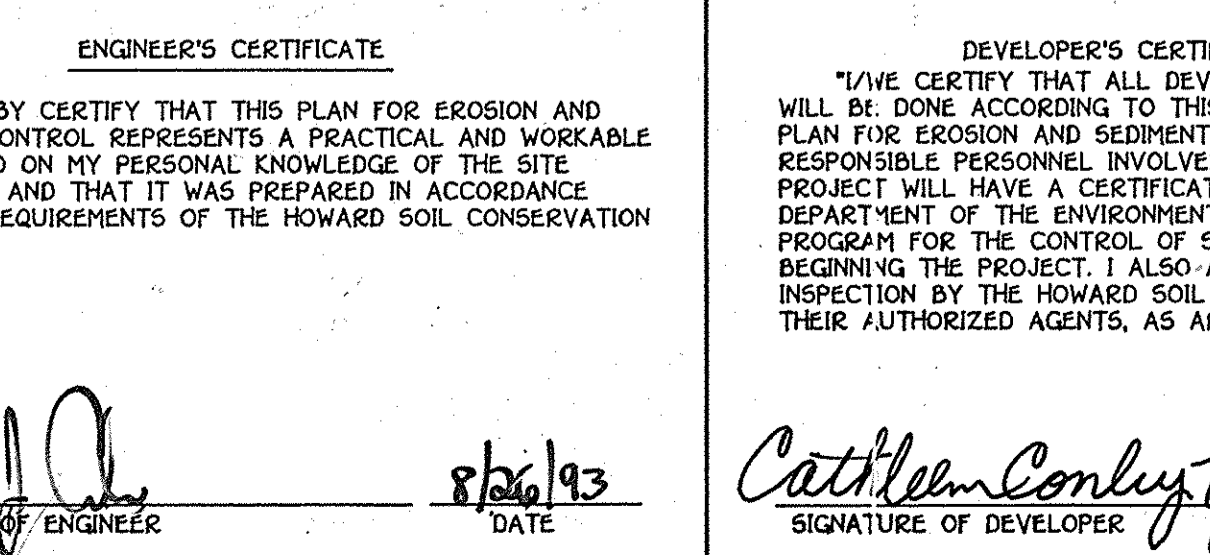 ENGINEER'S CERTIFICATE
BY CERTIFY THAT THIS PLAN FOR EROSION AND
ONTROL REPRESENTS A PRACTICAL AND WORKABLE
ON MY PERSONAL KNOWLEDGE OF THE SITE
AND THAT IT WAS PREPARED IN ACCORDANCE
EQUIREMENTS OF THE HOWARD SOIL CONSERVATION
8/26/93
OF ENGINEER
DATE
DEVELOPER'S CERTI
"I/WE CERTIFY THAT ALL DEV
WILL BE DONE ACCORDING TO THIS
PLAN FOR EROSION AND SEDIMENT
RESPONSIBLE PERSONNEL INVOLVE
PROJECT WILL HAVE A CERTIFICAT
DEPARTMENT OF THE ENVIRONMENT
PROGRAM FOR THE CONTROL OF S
BEGINNING THE PROJECT. I ALSO A
INSPECTION BY THE HOWARD SOIL
THEIR AUTHORIZED AGENTS, AS A
Cathleen Conley
SIGNATURE OF DEVELOPER